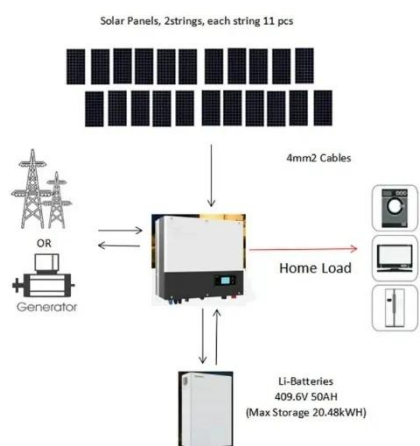 Solar Panels, 2strings, each string 11 pcs
4mm2 Cables
OR
Generator
Home Load
Li-Batteries
409.6V 50AH
(Max Storage 20.48kWH)